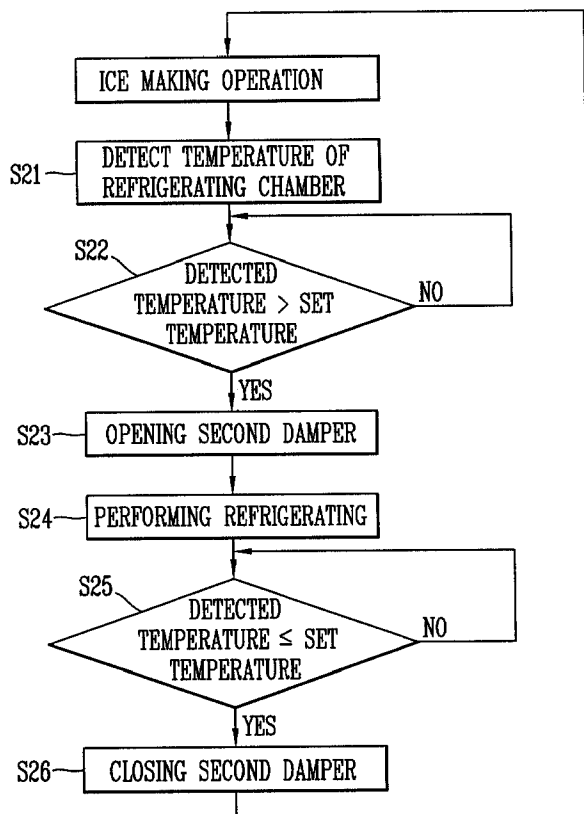 ICE MAKING OPERATION
S21
DETECT TEMPERATURE OF
REFRIGERATING CHAMBER
S22
DETECTED
TEMPERATURE > SET
TEMPERATURE
NO
YES
S23
OPENING SECOND DAMPER
S24
PERFORMING REFRIGERATING
S25
DETECTED
TEMPERATURE ≤ SET
TEMPERATURE
NO
YES
S26
CLOSING SECOND DAMPER